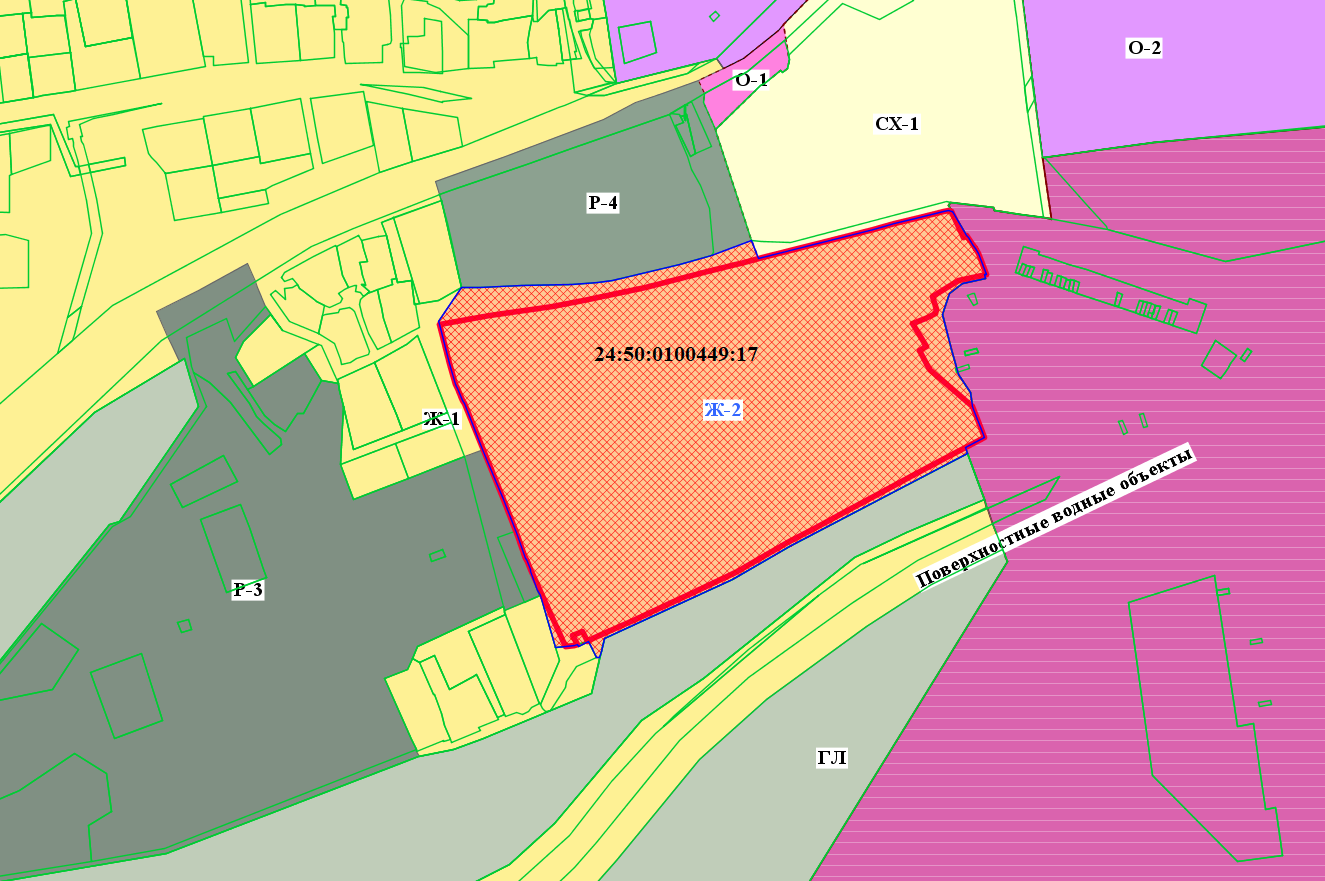 О-2
О-1
СХ-1
Р-4
24:50:0100449:17
Ж-2
Ж-1
Поверхностные водные объекты
Р-3
ГЛ